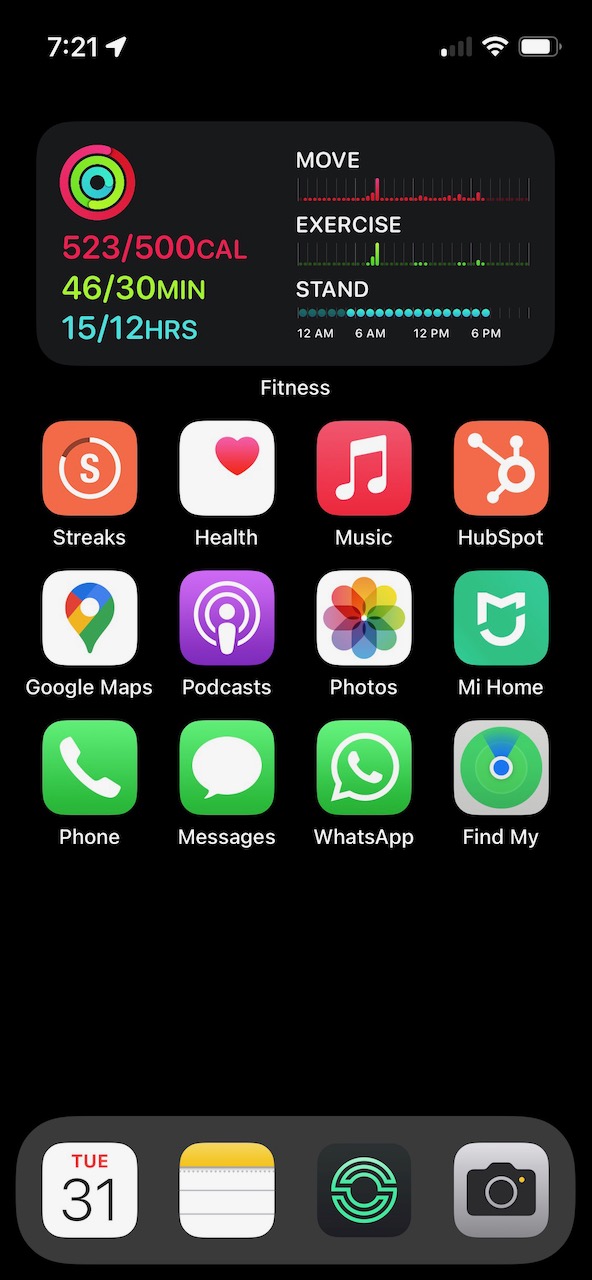 7:21
MOVE
523/500CAL
EXERCISE
46/30MIN
STAND
15/12HRS
12 AM 6 AM 12 PM 6 PM
Fitness
S
Streaks Health Music HubSpot
Google Maps Podcasts Photos Mi Home
Phone Messages WhatsApp Find My
TUE
31